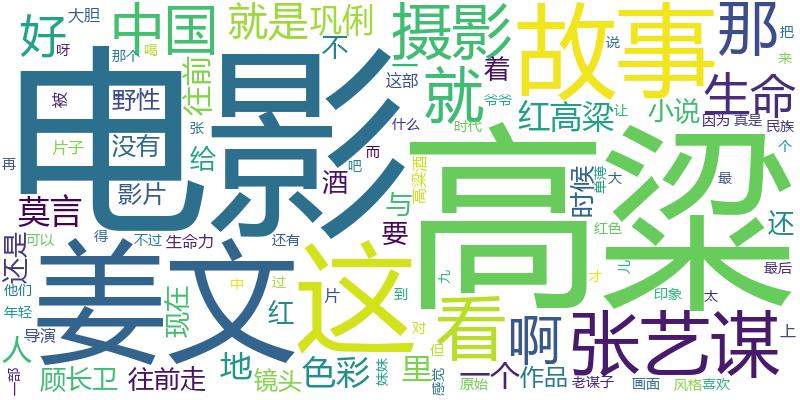 大胆
好
呀
中国
那个
喝
就是
巩俐
不
摄影
一
这部
着
故事
那
说
把
来
电影
被
野性
往前
就
爷爷
生命
片子
没有
张
什么
红高粱
小说
让
因为
真是
民族
再
影片
给
吧
而
时代
高粱
个
莫言
酒
与
高粱酒
时候
单薄
大
最
还
还是
可以
得
不过
生命力
还有
要
红色
最后
他们
姜文
这
中
过
九
才
儿
印象
太
年轻
现在
红
片
到
看
啊
张艺谋
上
人
导演
地
对
但
一部
顾长卫
往前走
镜头
色彩
妹妹
里
感觉
一个
原始
作品
老谋子
画面
风格
喜欢